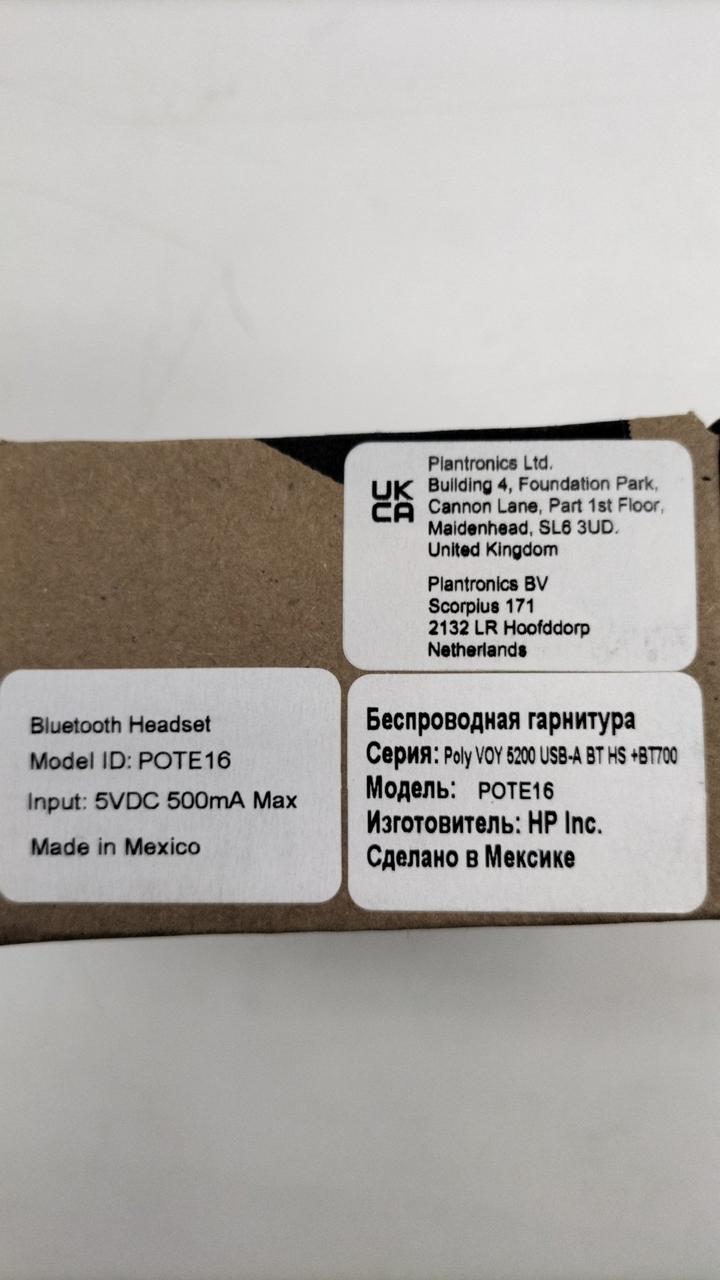 UK
CA
Plantronics Ltd.
Building 4, Foundation Park,
Cannon Lane, Part 1st Floor,
Maidenhead, SL6 3UD.
United Kingdom
Plantronics BV
Scorpius 171
2132 LR Hoofddorp
Netherlands
Bluetooth Headset
Model ID: POTE16
Input: 5VDC 500mA Max
Made in Mexico
Беспроводная гарнитура
Серия: Poly VOY 5200 USB-A BT HS +BT700
Модель: POTE16
Изготовитель: HP Inc.
Сделано в Мексике